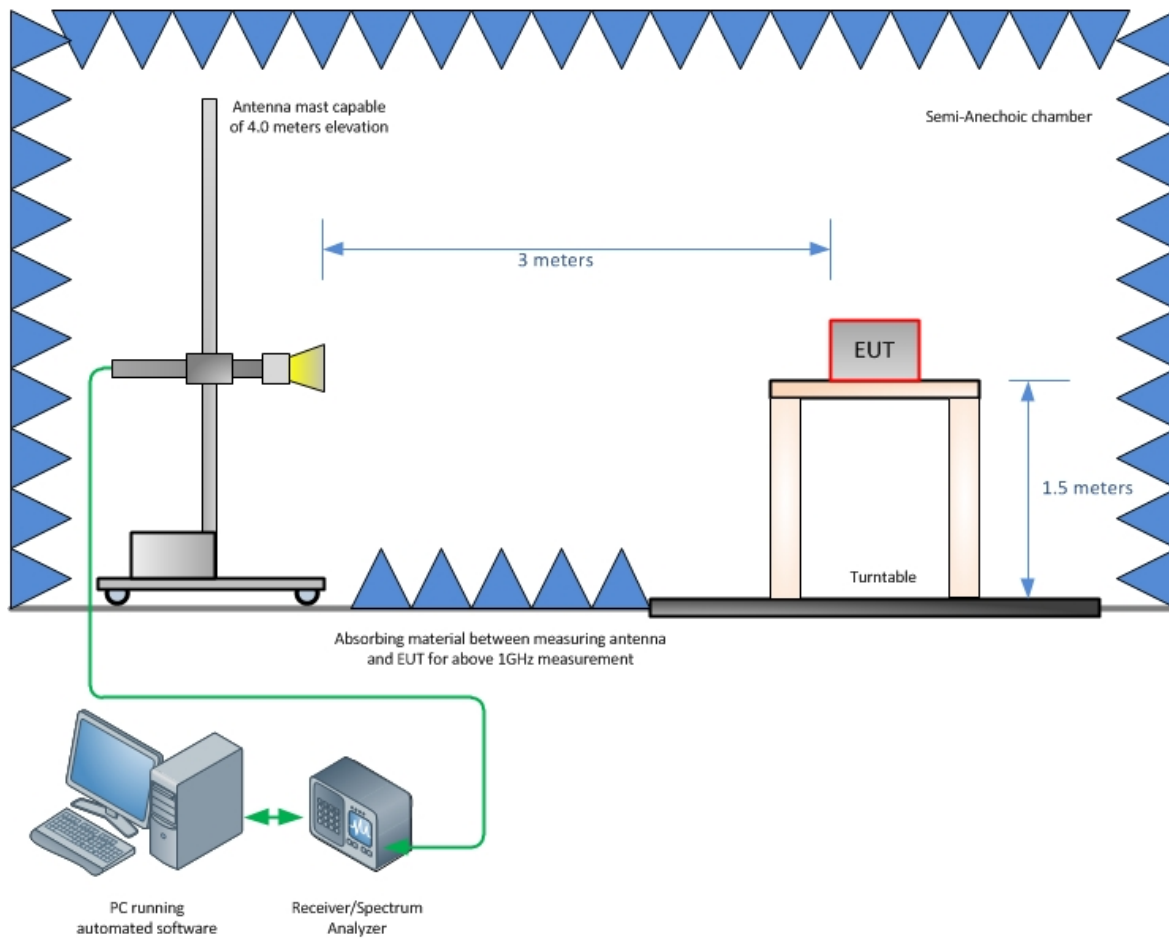 Antenna mast capable
of 4.0 meters elevation
Semi-Anechoic chamber
3 meters
EUT
1.5 meters
Turntable
Absorbing material between measuring antenna
and EUT for above 1GHz measurement
PC running
automated software
Receiver/Spectrum
Analyzer